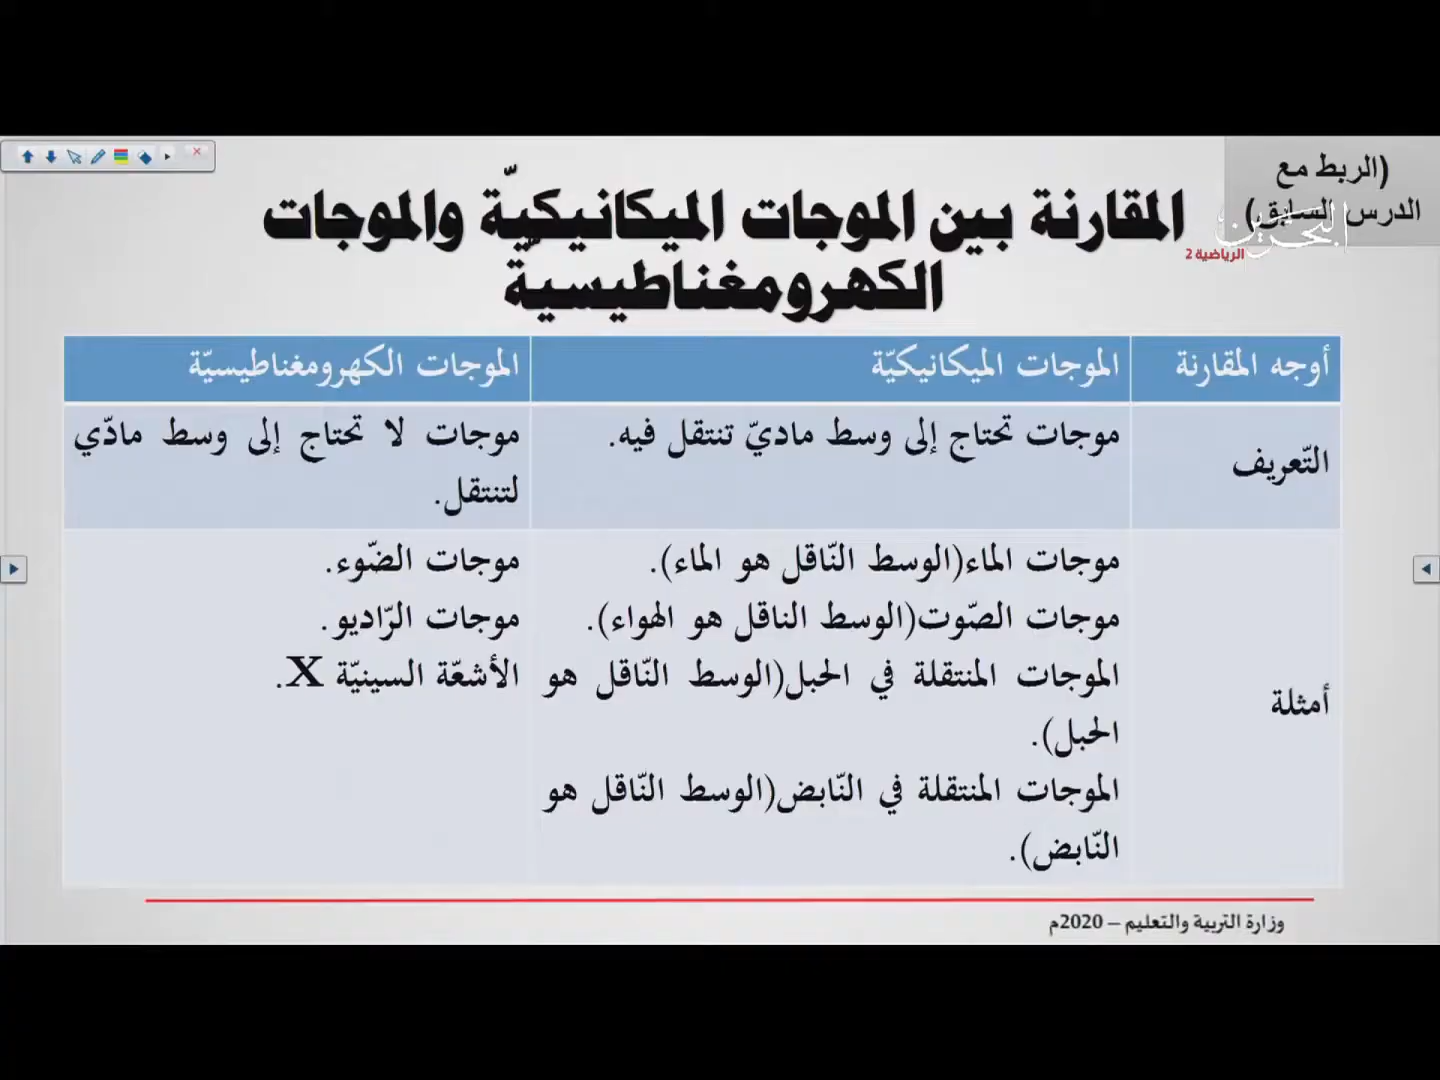 (الربط مع
الدرس السابق)
البحرين
الرياضية 2
المقارنة بين الموجات الميكانيكيّة والموجات
الكهرومغناطيسيّة
أوجه المقارنة
الموجات الميكانيكيّة
الموجات الكهرومغناطيسيّة
التّعريف
موجات تحتاج إلى وسط ماديّ تنتقل فيه.
موجات لا تحتاج إلى وسط مادّي
لتنتقل.
أمثلة
موجات الماء(الوسط النّاقل هو الماء).
موجات الصّوت(الوسط الناقل هو الهواء).
الموجات المنتقلة في الحبل(الوسط النّاقل هو
الحبل).
الموجات المنتقلة في النّابض(الوسط النّاقل هو
النّابض).
موجات الضّوء.
موجات الرّاديو.
الأشعّة السينيّة X.
وزارة التربية والتعليم – 2020م